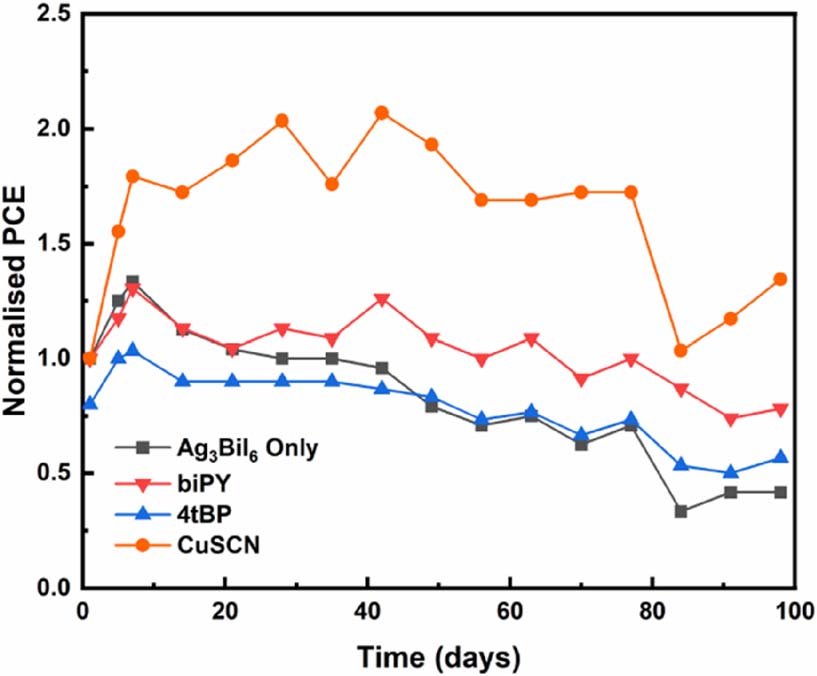 2.5
2.0
1.5
1.0
0.5
0.0
Normalised PCE
Ag₃BiI₆ Only
biPY
4tBP
CuSCN
0 20 40 60 80 100
Time (days)